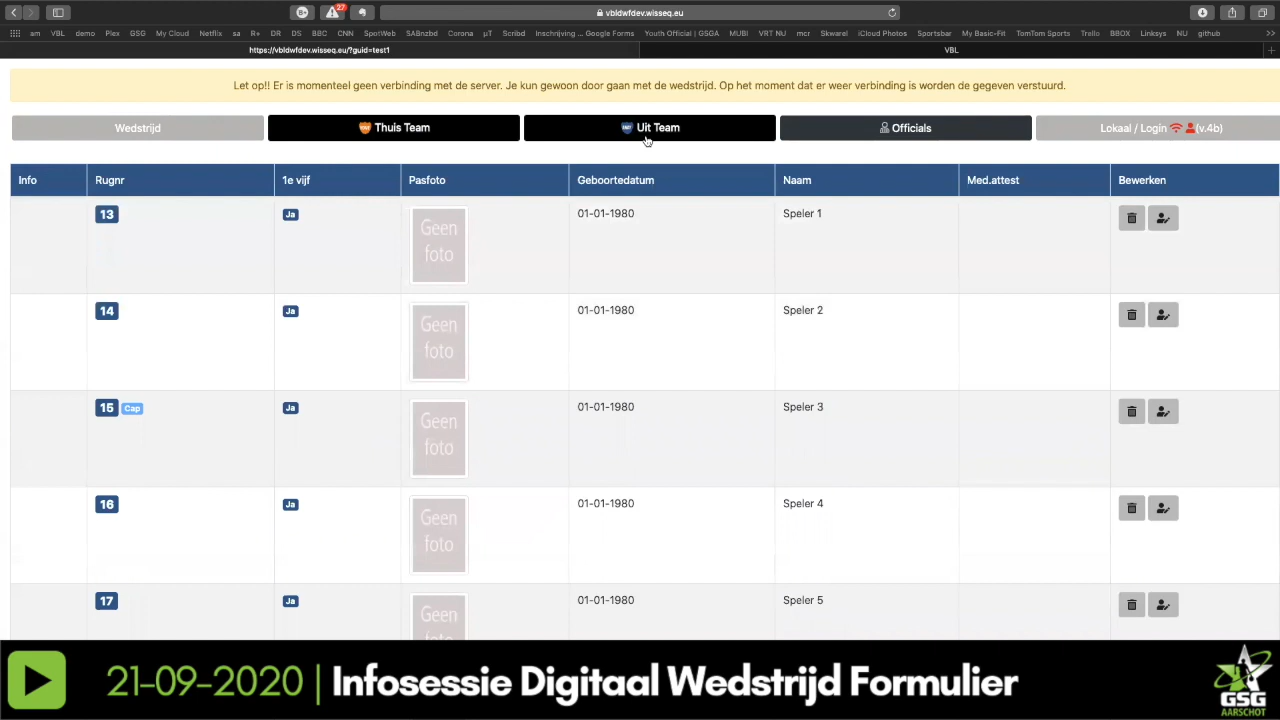 27
vbldwfdev.wisseq.eu
am VBL demo Plex GSG My Cloud Netflix sa R+ DR DS BBC CNN SpotWeb SABnzbd Corona µT Scribd Inschrijving ... Google Forms Youth Official | GSGA MUBI VRT NU mcr Skwarel iCloud Photos Sportsbar My Basic-Fit TomTom Sports Trello BBOX Linksys NU github >>
https://vbldwfdev.wisseq.eu/?guid=test1 VBL
Let op!! Er is momenteel geen verbinding met de server. Je kun gewoon door gaan met de wedstrijd. Op het moment dat er weer verbinding is worden de gegeven verstuurd.
Wedstrijd Thuis Team Uit Team Officials Lokaal / Login (v.4b)
Info Rugnr 1e vijf Pasfoto Geboortedatum Naam Med.attest Bewerken
13 Ja Geen foto 01-01-1980 Speler 1
14 Ja Geen foto 01-01-1980 Speler 2
15 Cap Ja Geen foto 01-01-1980 Speler 3
16 Ja Geen foto 01-01-1980 Speler 4
17 Ja Geen foto 01-01-1980 Speler 5
21-09-2020 | Infosessie Digitaal Wedstrijd Formulier
GSG
AARSCHOT